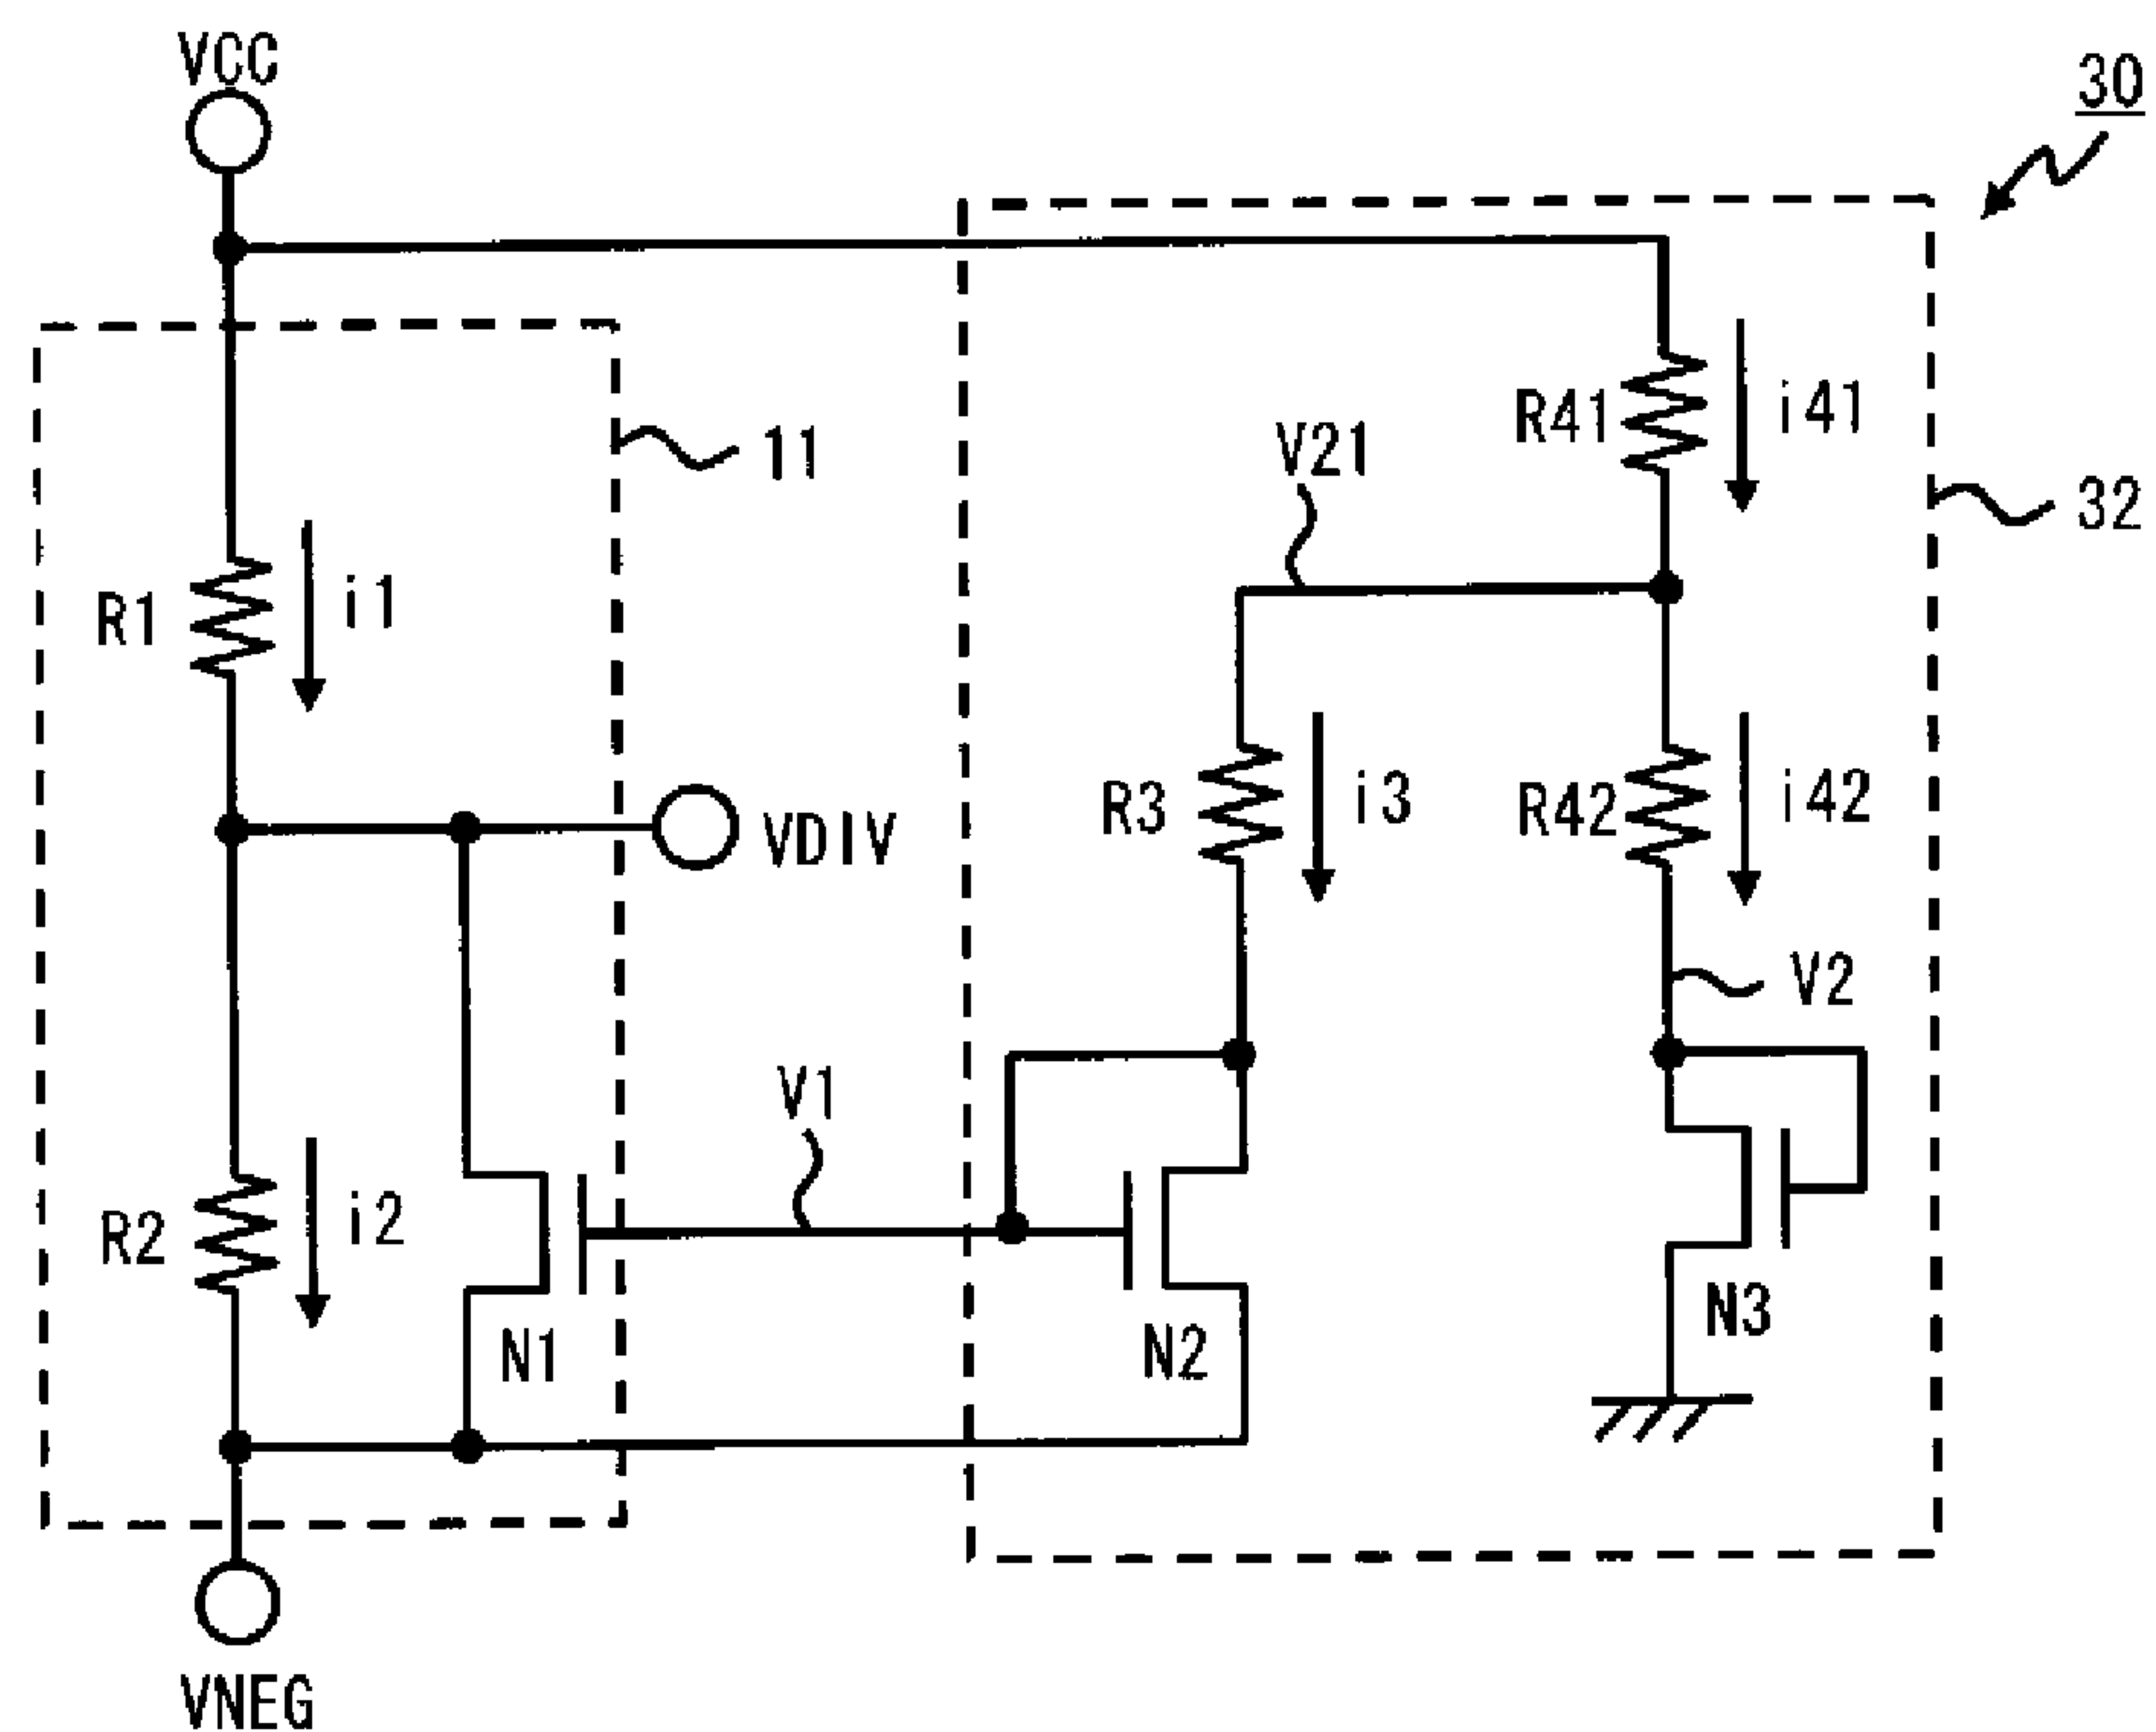 VCC
30
11
R41
i41
V21
32
R1
i1
R3
i3
R42
i42
VDIV
V2
V1
R2
i2
N1
N2
N3
VNEG